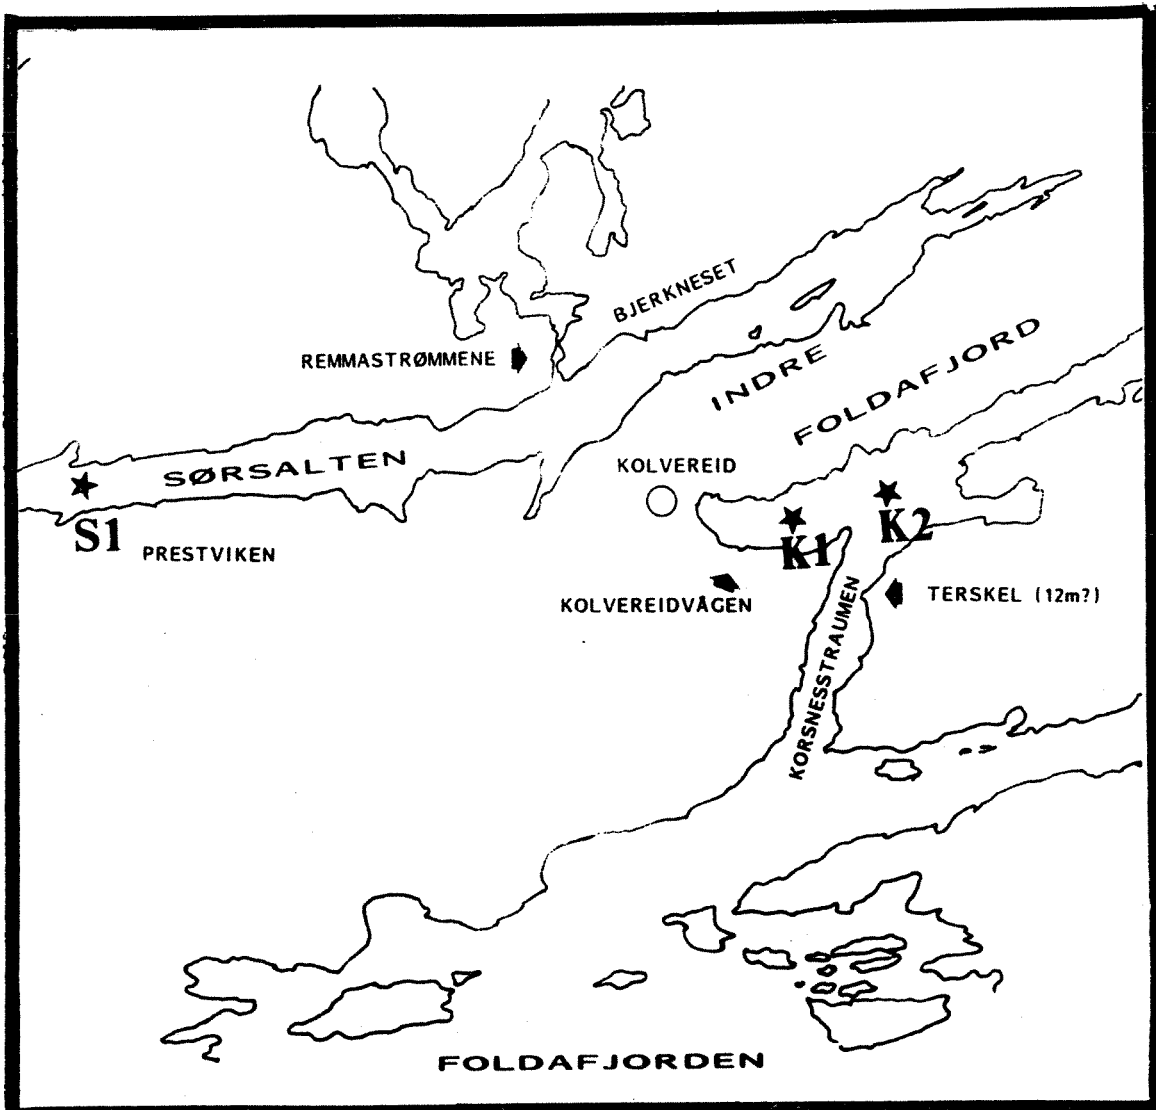 BJERKNESET
REMMASTRØMMENE
INDRE
FOLDAFJORD
SØRSALTEN
KOLVEREID
S1
PRESTVIKEN
K1
K2
KOLVEREIDVÅGEN
TERSKEL (12m?)
KORSNESSTRAUMEN
FOLDAFJORDEN